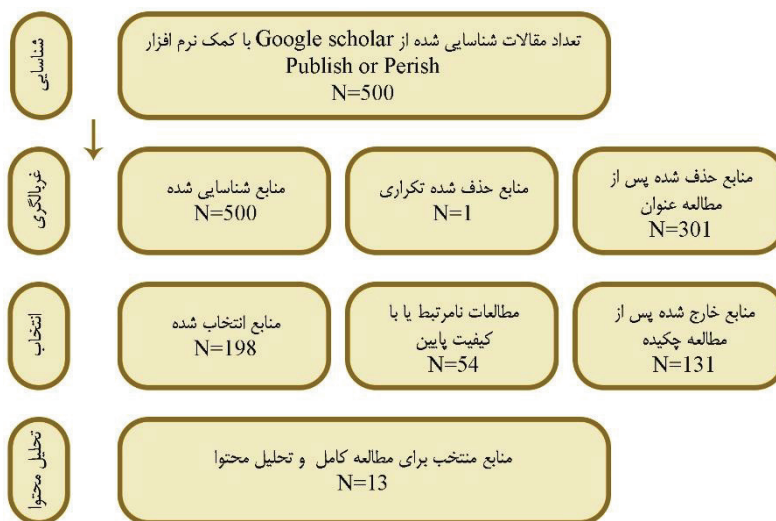 شناسایی
تعداد مقالات شناسایی شده از Google scholar با کمک نرم افزار
Publish or Perish
N=500
غربالگری
منابع شناسایی شده
N=500
منابع حذف شده تکراری
N=1
منابع حذف شده پس از
مطالعه عنوان
N=301
انتخاب
منابع انتخاب شده
N=198
مطالعات نامرتبط یا با
کیفیت پایین
N=54
منابع خارج شده پس از
مطالعه چکیده
N=131
تحلیل محتوا
منابع منتخب برای مطالعه کامل و تحلیل محتوا
N=13